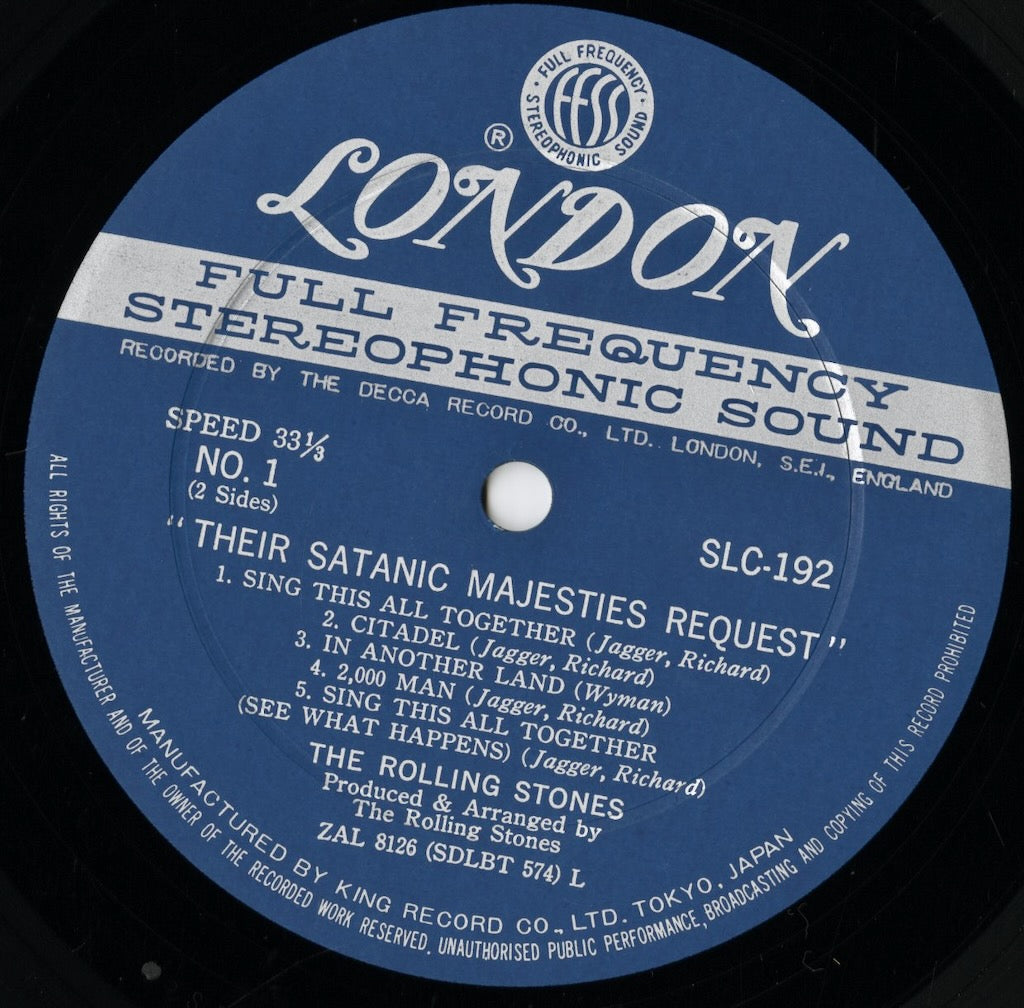 FULL FREQUENCY
STEREOPHONIC SOUND
FFSS
®
LONDON
FULL FREQUENCY
STEREOPHONIC SOUND
RECORDED BY THE DECCA RECORD CO., LTD. LONDON, S.E.I., ENGLAND
SPEED 33⅓
NO. 1
(2 Sides)
SLC-192
"THEIR SATANIC MAJESTIES REQUEST"
1. SING THIS ALL TOGETHER (Jagger, Richard)
2. CITADEL (Jagger, Richard)
3. IN ANOTHER LAND (Wyman)
4. 2,000 MAN (Jagger, Richard)
5. SING THIS ALL TOGETHER
(SEE WHAT HAPPENS) (Jagger, Richard)
THE ROLLING STONES
Produced & Arranged by
The Rolling Stones
ZAL 8126 (SDLBT 574) L
MANUFACTURED BY KING RECORD CO., LTD. TOKYO, JAPAN
ALL RIGHTS OF THE MANUFACTURER AND OF THE OWNER OF THE RECORDED WORK RESERVED. UNAUTHORISED PUBLIC PERFORMANCE, BROADCASTING AND COPYING OF THIS RECORD PROHIBITED